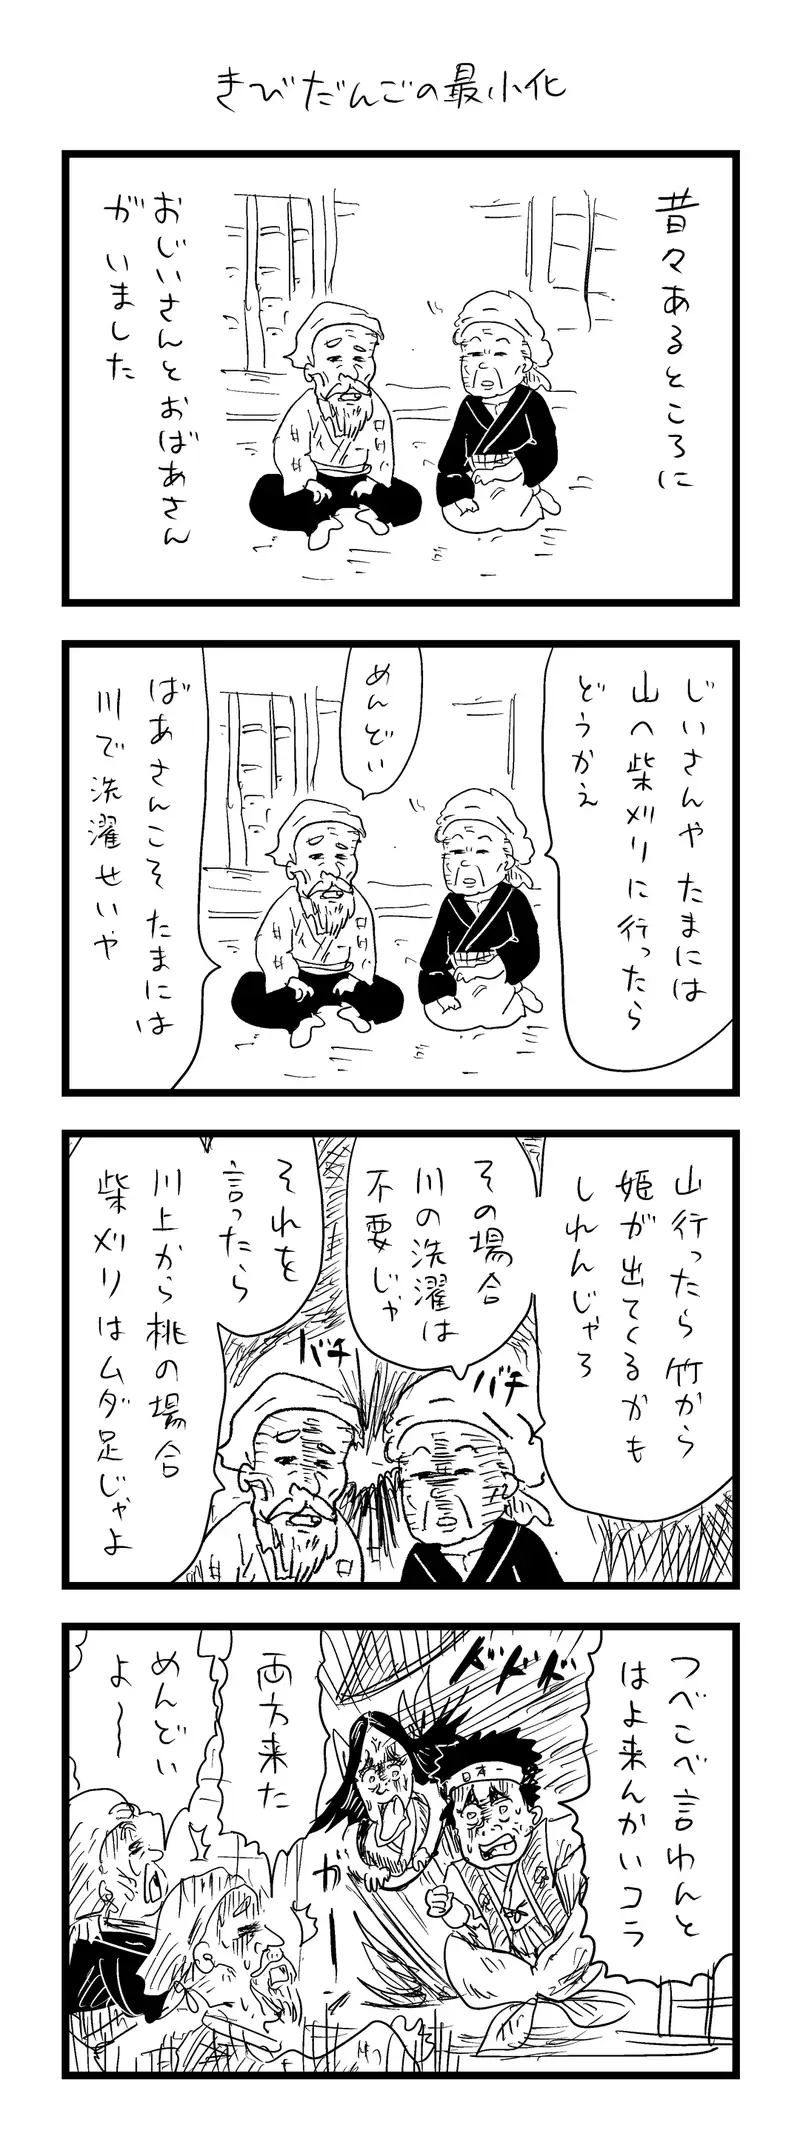 きびだんごの最小化
昔々あるところに
おじいさんとおばあさん
がいました
じいさんや たまには
山へ柴刈りに行ったら
どうかえ
めんどい
ばあさんこそ たまには
川で洗濯せいや
山行ったら竹から
姫が出てくるかも
しれんじゃろ
その場合
川の洗濯は
不要じゃ
それを
言ったら
川上から桃の場合
柴刈りはムダ足じゃよ
バチ
バチ
つべこべ言わんと
はよ来んかいコラ
ドドドド
日本一
両方来た
ガーー!
めんどい
よ〜